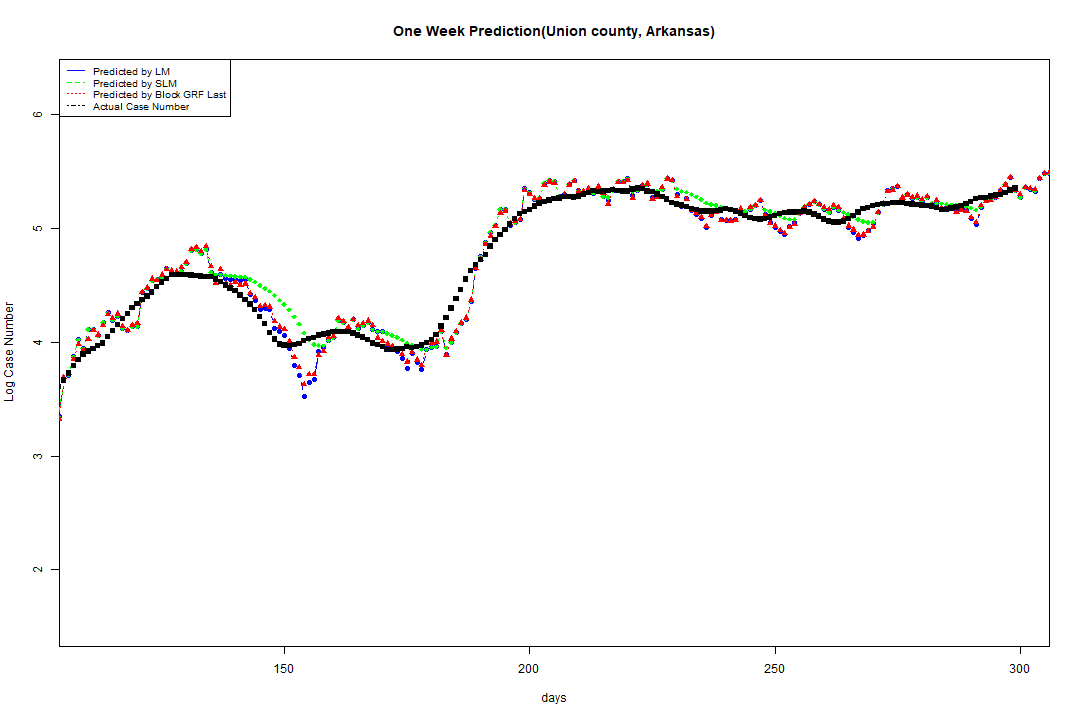 One Week Prediction(Union county, Arkansas)
Predicted by LM
Predicted by SLM
Predicted by Block GRF Last
Actual Case Number
6
5
4
3
2
Log Case Number
150 200 250 300
days